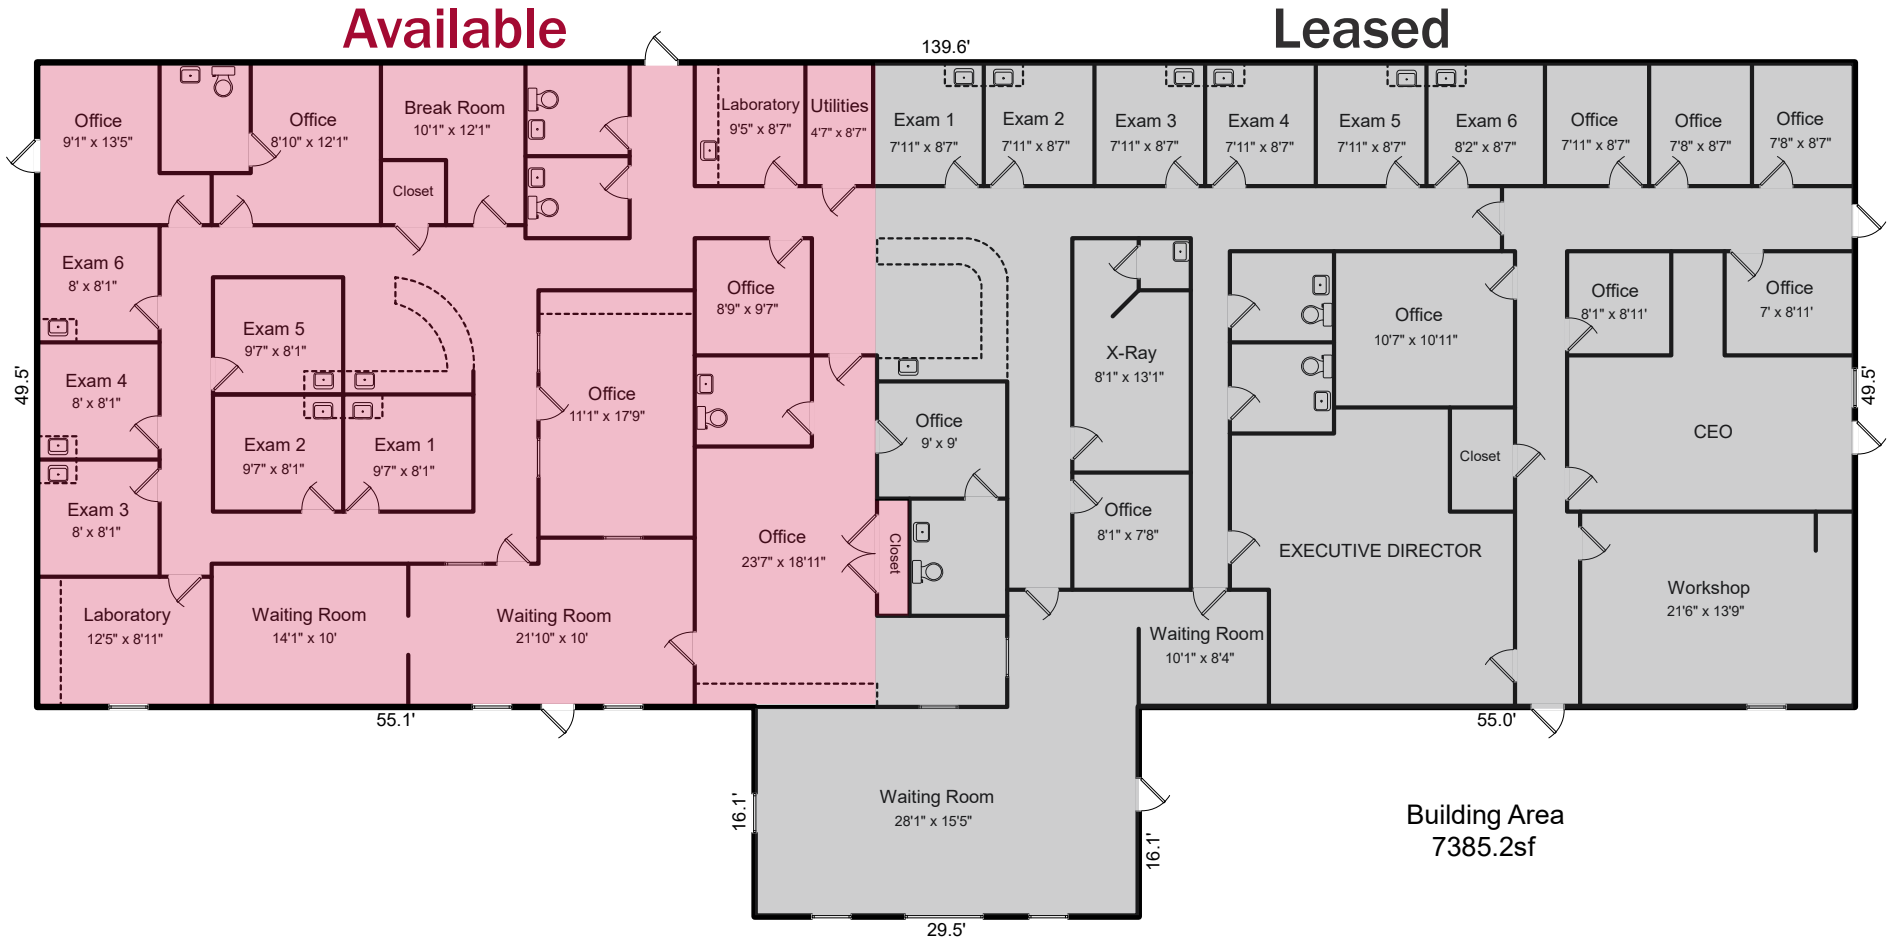 Available
Leased
139.6'
Office
9'1" x 13'5"
Office
8'10" x 12'1"
Break Room
10'1" x 12'1"
Closet
Laboratory
9'5" x 8'7"
Utilities
4'7" x 8'7"
Exam 1
7'11" x 8'7"
Exam 2
7'11" x 8'7"
Exam 3
7'11" x 8'7"
Exam 4
7'11" x 8'7"
Exam 5
7'11" x 8'7"
Exam 6
8'2" x 8'7"
Office
7'11" x 8'7"
Office
7'8" x 8'7"
Office
7'8" x 8'7"
Exam 6
8' x 8'1"
Exam 5
9'7" x 8'1"
Office
8'9" x 9'7"
X-Ray
8'1" x 13'1"
Office
10'7" x 10'11"
Office
8'1" x 8'11'
Office
7' x 8'11'
49.5'
Exam 4
8' x 8'1"
Office
11'1" x 17'9"
Office
9' x 9'
49.5'
Exam 2
9'7" x 8'1"
Exam 1
9'7" x 8'1"
Closet
CEO
Exam 3
8' x 8'1"
Office
23'7" x 18'11"
Closet
Office
8'1" x 7'8"
EXECUTIVE DIRECTOR
Laboratory
12'5" x 8'11"
Waiting Room
14'1" x 10'
Waiting Room
21'10" x 10'
Waiting Room
10'1" x 8'4"
Workshop
21'6" x 13'9"
55.1'
55.0'
16.1'
Waiting Room
28'1" x 15'5"
16.1'
Building Area
7385.2sf
29.5'